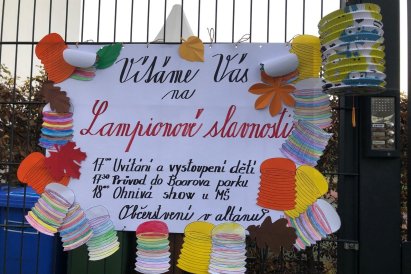 Vítáme Vás
na
Lampionové slavnosti
17⁰⁰ Uvítání a vystoupení dětí
17³⁰ Průvod do Boorova parku
18⁰⁰ Ohnivá show u MŠ
Občerstvení v altánu